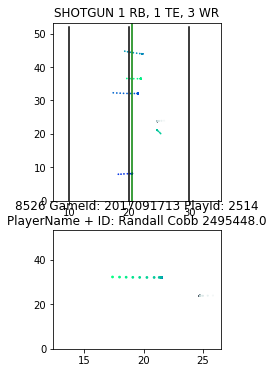 SHOTGUN 1 RB, 1 TE, 3 WR
50
40
30
20
10
0
10 20 30
8526 GameId: 2017091713 PlayId: 2514
PlayerName + ID: Randall Cobb 2495448.0
40
20
0
15 20 25